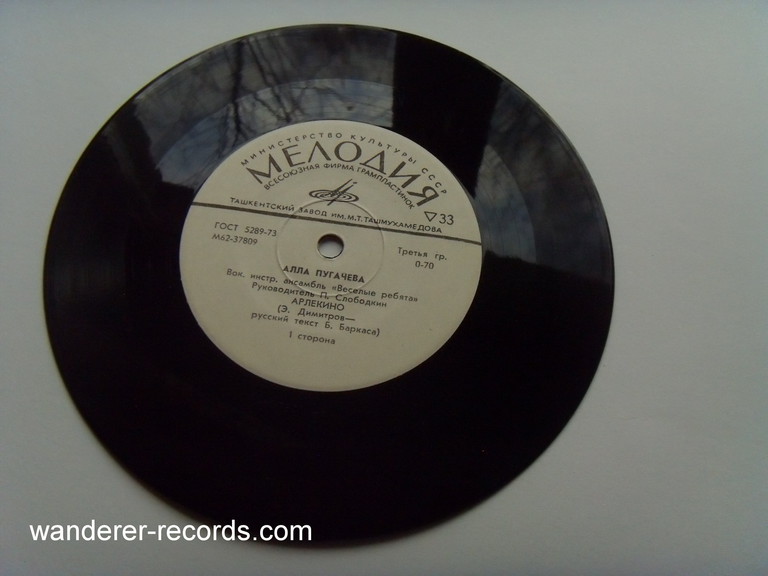 МИНИСТЕРСТВО КУЛЬТУРЫ СССР
МЕЛОДИЯ
ВСЕСОЮЗНАЯ ФИРМА ГРАМПЛАСТИНОК
ТАШКЕНТСКИЙ ЗАВОД ИМ. М.Т. ТАШМУХАМЕДОВА
▽33
ГОСТ 5289-73
М62-37809
Третья гр.
0-70
АЛЛА ПУГАЧЕВА
Вок. инстр. ансамбль «Веселые ребята»
Руководитель П. Слободкин
АРЛЕКИНО
(Э. Димитров—
русский текст Б. Баркаса)
1 сторона
wanderer-records.com